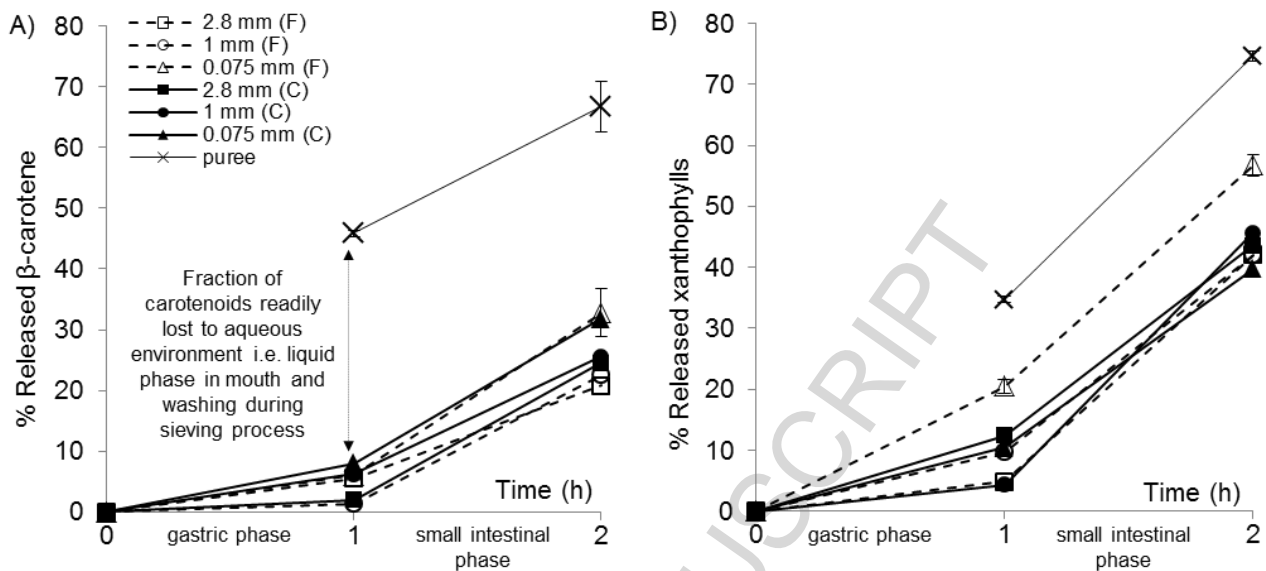 A)
80
70
60
50
40
30
20
10
0
% Released β-carotene
2.8 mm (F)
1 mm (F)
0.075 mm (F)
2.8 mm (C)
1 mm (C)
0.075 mm (C)
puree
Fraction of
carotenoids readily
lost to aqueous
environment i.e. liquid
phase in mouth and
washing during
sieving process
Time (h)
0
gastric phase
1
small intestinal
phase
2
B)
80
70
60
50
40
30
20
10
0
% Released xanthophylls
Time (h)
0
gastric phase
1
small intestinal
phase
2
USCRIPT